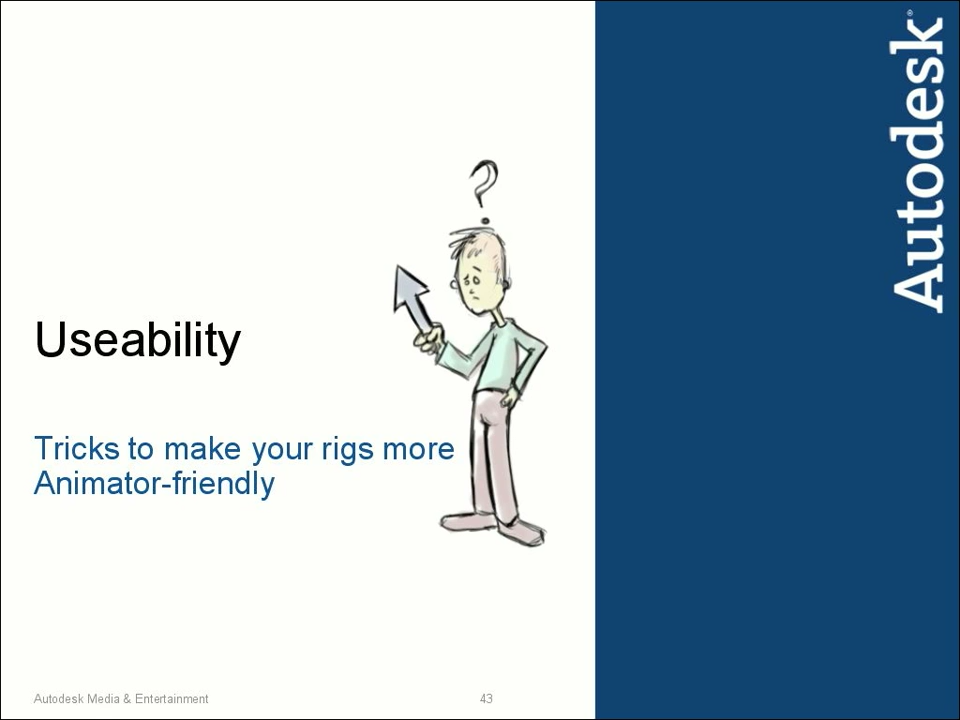 Autodesk®
?
Useability
Tricks to make your rigs more
Animator-friendly
Autodesk Media & Entertainment 43